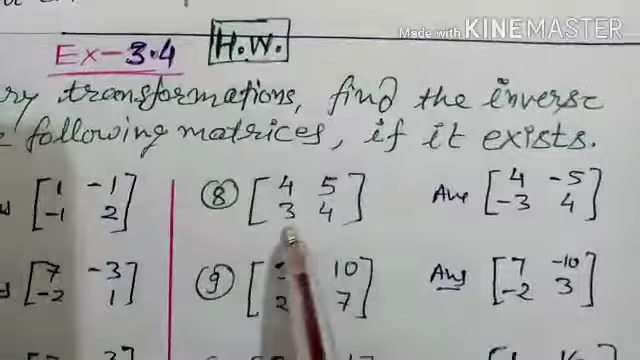 Made with KINEMASTER
Ex-3.4 H.W.
ry transformations, find the inverse
following matrices, if it exists.
[1 -1 (8) [4 5 Ans [4 -5
-1 2] 3 4] -3 4]
[7 -3 (9) [ 10 Ans [7 -10
-2 1] 2 7] -2 3]